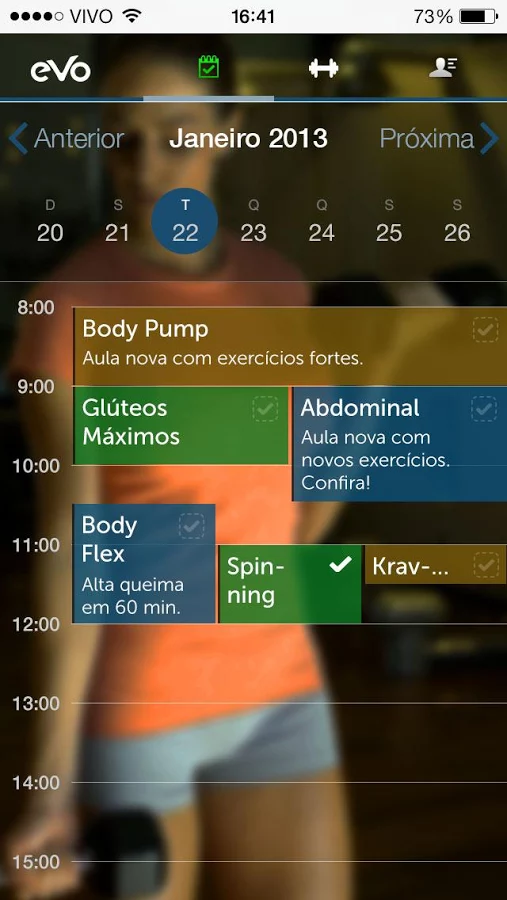 VIVO 16:41 73%
evo
Anterior Janeiro 2013 Próxima
D S T Q Q S S
20 21 22 23 24 25 26
8:00
Body Pump
Aula nova com exercícios fortes.
9:00
Glúteos
Máximos
Abdominal
Aula nova com
novos exercícios.
Confira!
10:00
Body
Flex
Alta queima
em 60 min.
11:00
Spin-
ning
Krav-...
12:00
13:00
14:00
15:00